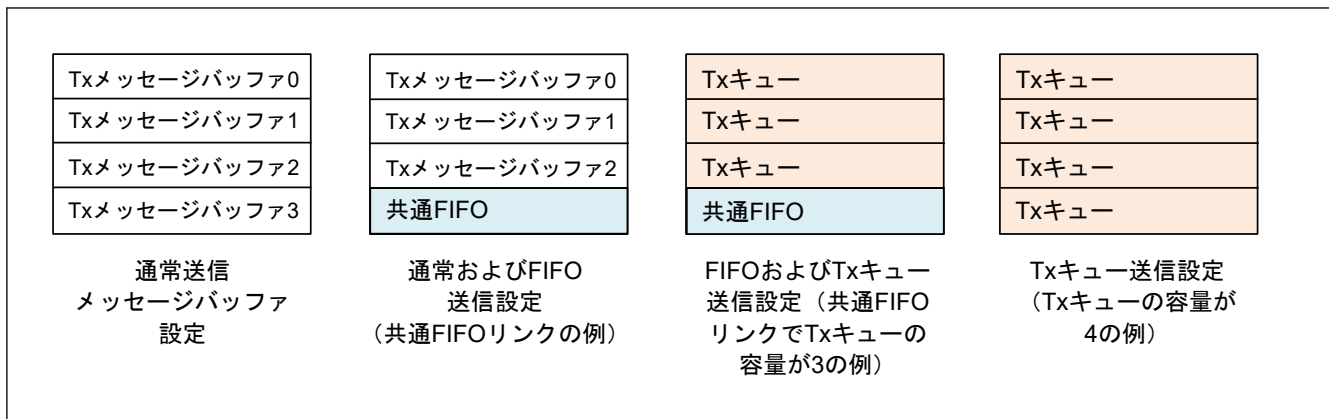 Txメッセージバッファ0
Txメッセージバッファ1
Txメッセージバッファ2
Txメッセージバッファ3
通常送信
メッセージバッファ
設定
Txメッセージバッファ0
Txメッセージバッファ1
Txメッセージバッファ2
共通FIFO
通常およびFIFO
送信設定
（共通FIFOリンクの例）
Txキュー
Txキュー
Txキュー
共通FIFO
FIFOおよびTxキュー
送信設定（共通FIFO
リンクでTxキューの
容量が3の例）
Txキュー
Txキュー
Txキュー
Txキュー
Txキュー送信設定
（Txキューの容量が
4の例）